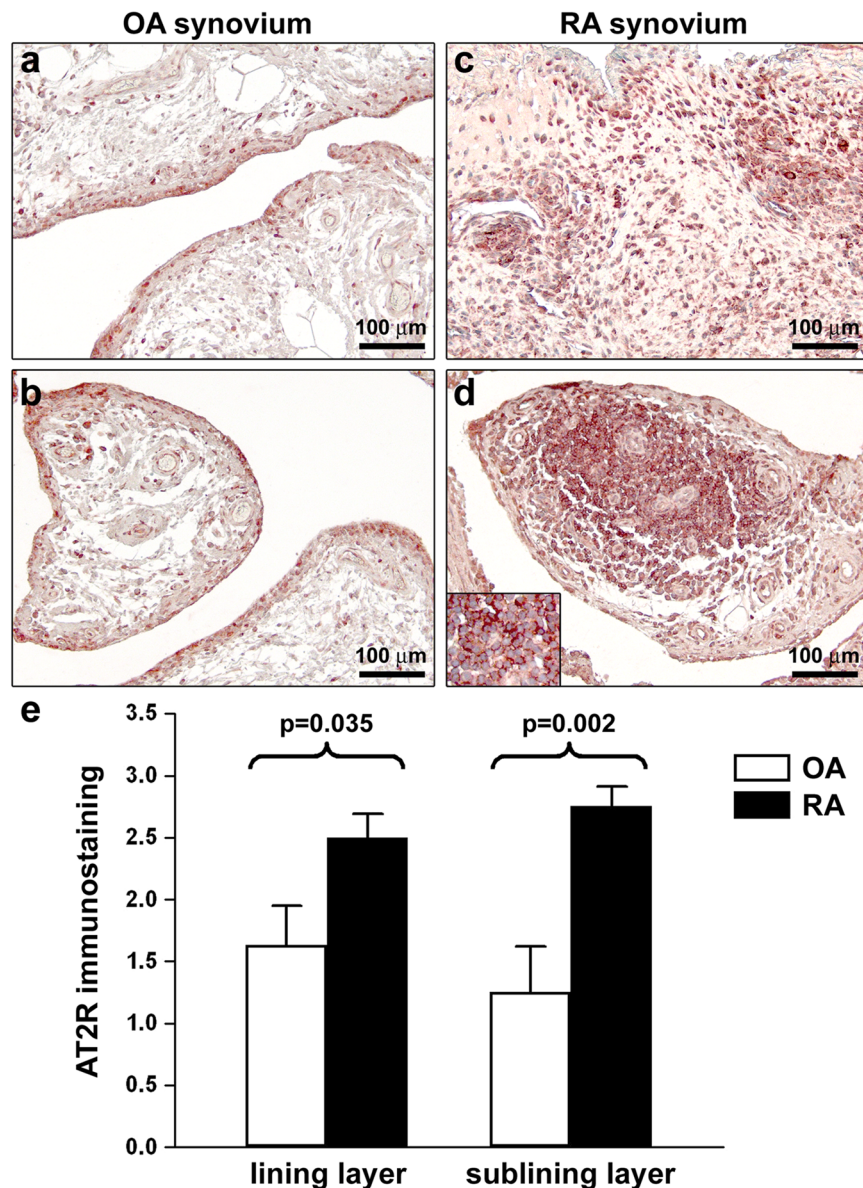 OA synovium
RA synovium
a
c
100 μm
100 μm
b
d
100 μm
100 μm
e
3.5
3.0
2.5
2.0
1.5
1.0
0.5
0.0
AT2R immunostaining
p=0.035
p=0.002
OA
RA
lining layer
sublining layer